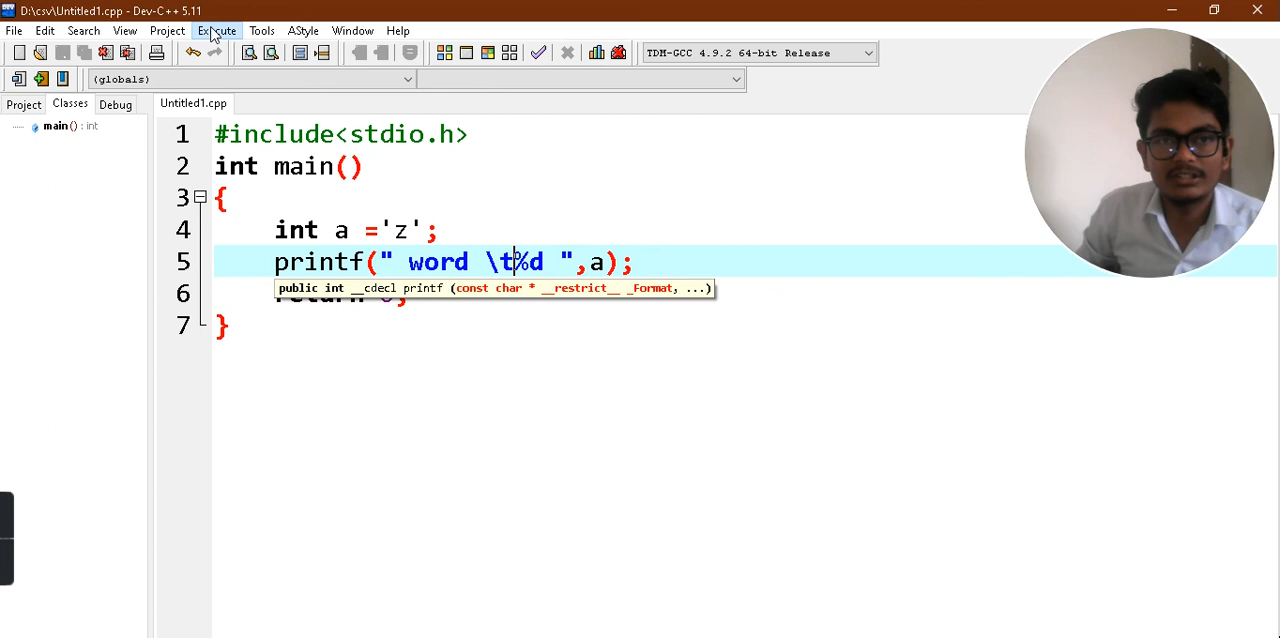 D:\csv\Untitled1.cpp - Dev-C++ 5.11
File Edit Search View Project Execute Tools AStyle Window Help
TDM-GCC 4.9.2 64-bit Release
(globals)
Project Classes Debug Untitled1.cpp
main() : int
1 #include<stdio.h>
2 int main()
3 {
4 int a ='z';
5 printf(" word \t%d ",a);
public int __cdecl printf (const char * __restrict__ _Format, ...)
6 return 0;
7 }